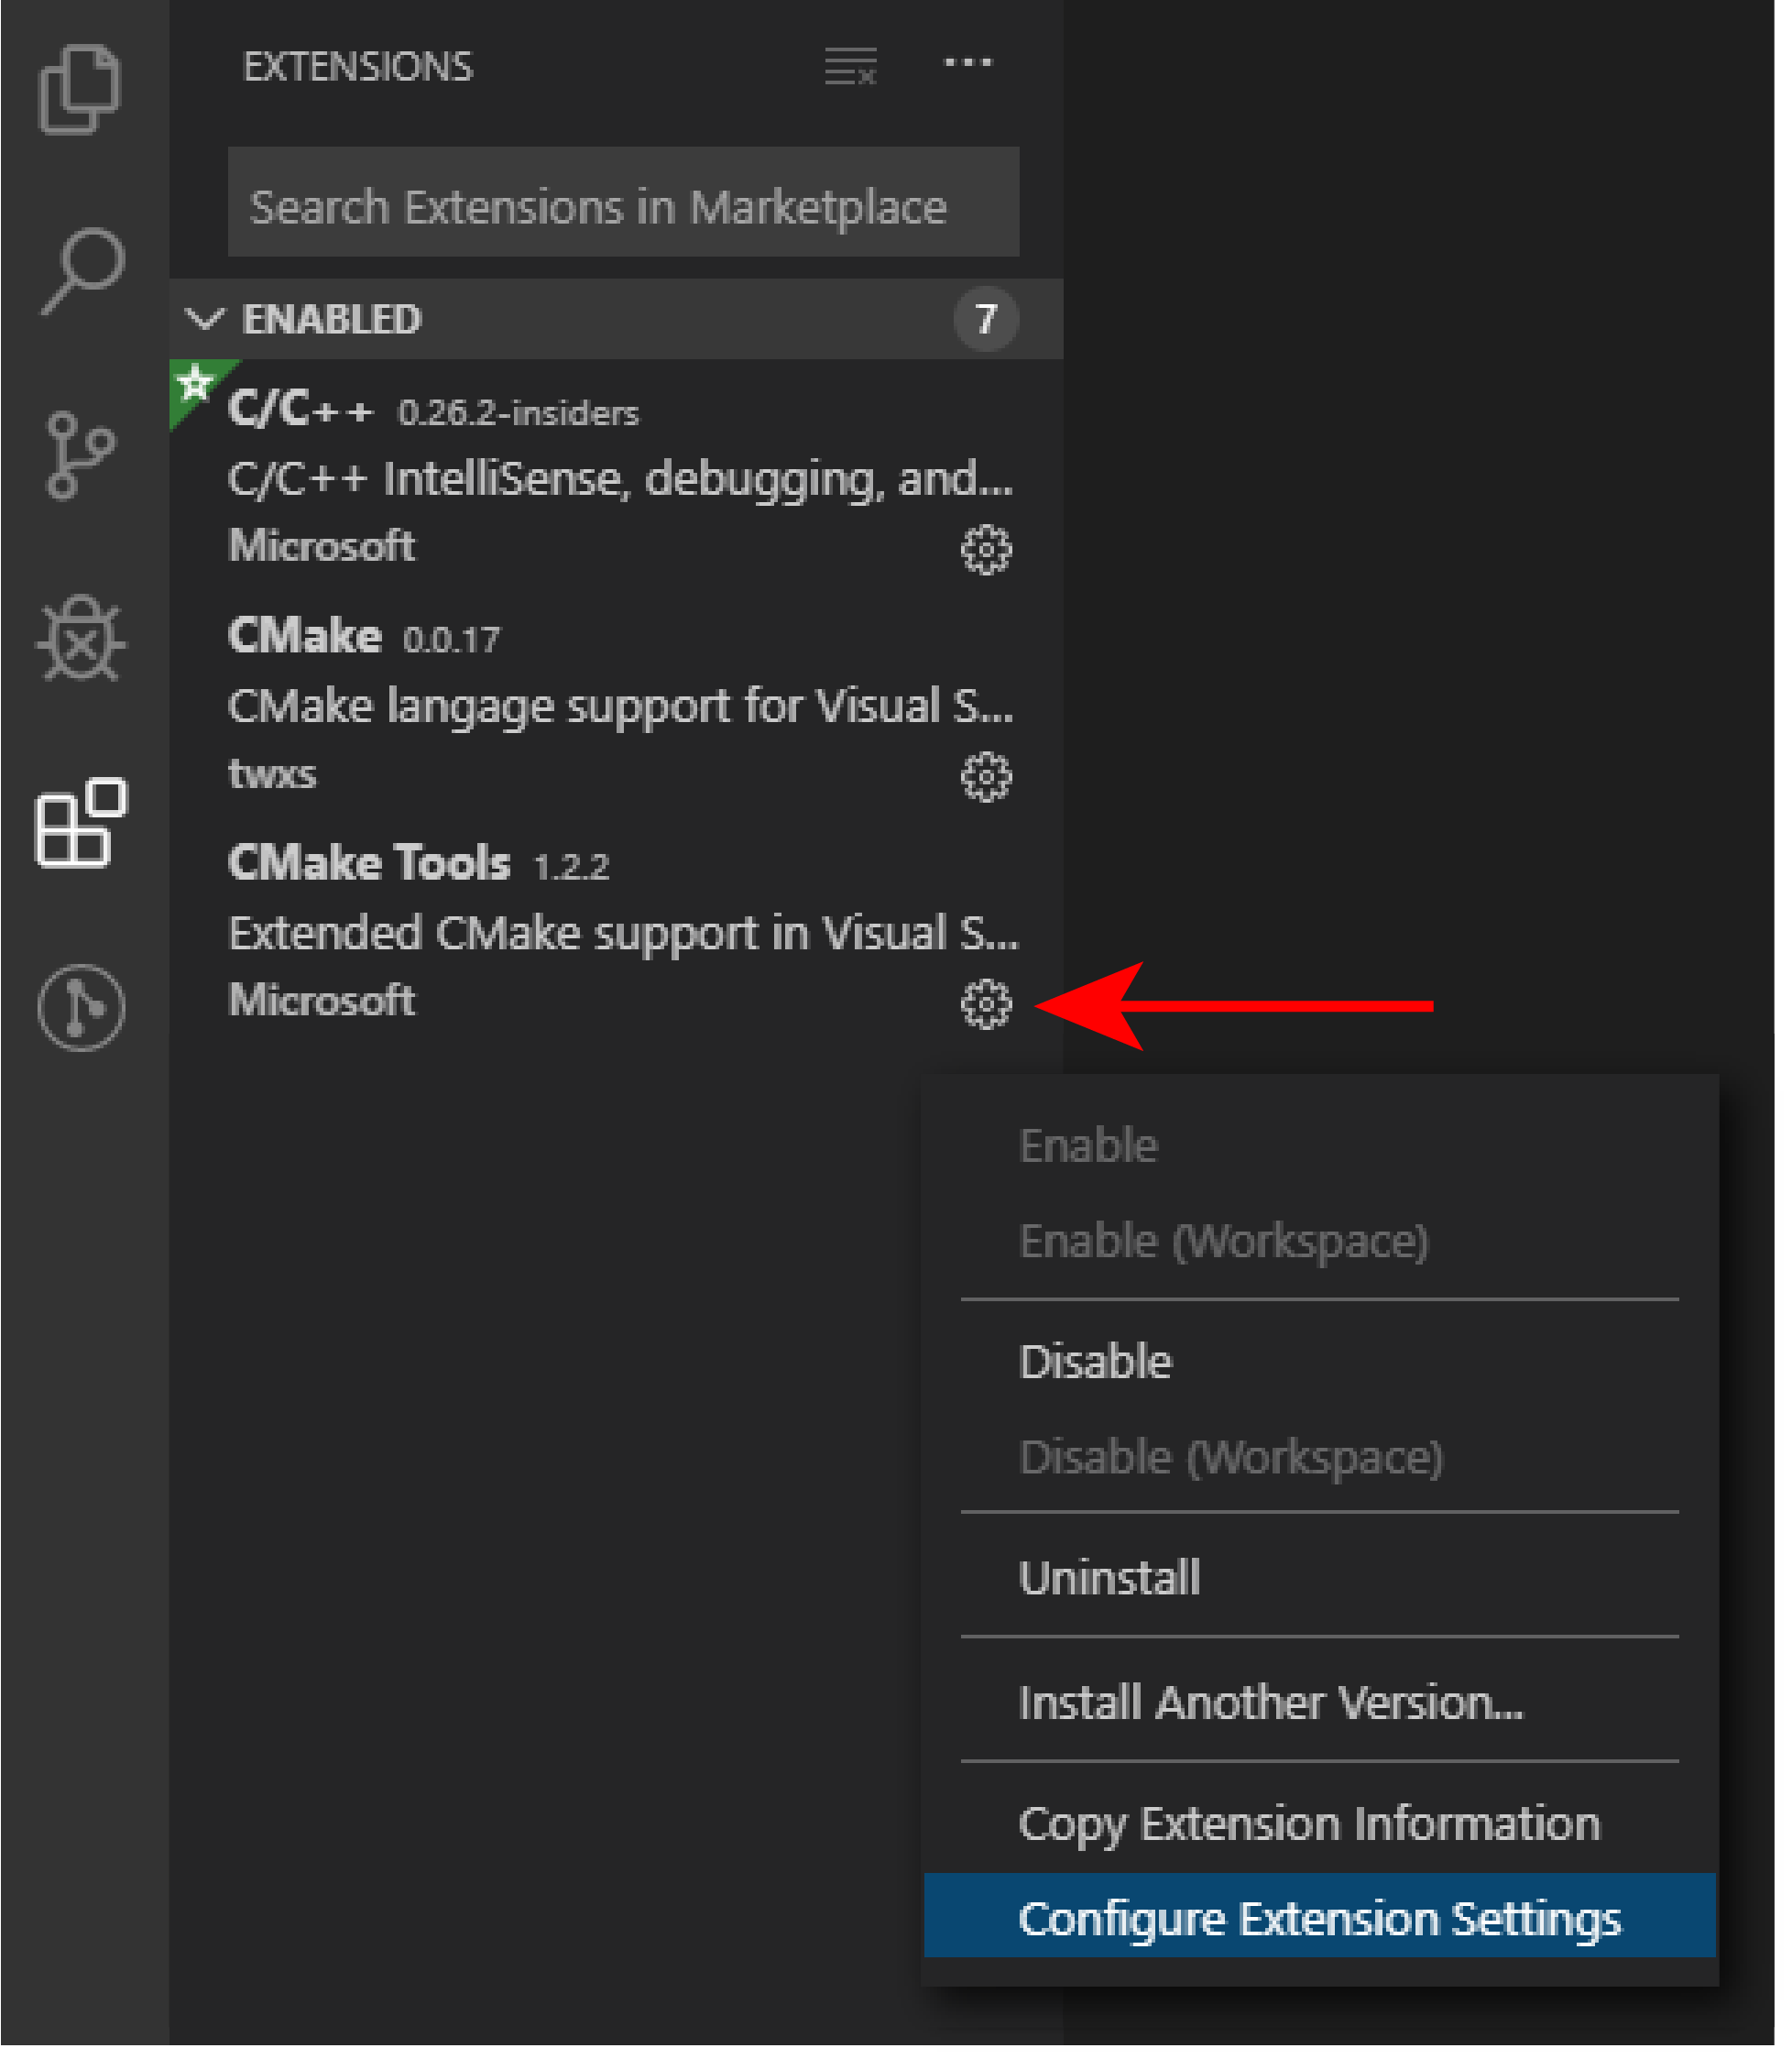 EXTENSIONS
Search Extensions in Marketplace
ENABLED 7
C/C++ 0.26.2-insiders
C/C++ IntelliSense, debugging, and...
Microsoft
CMake 0.0.17
CMake langage support for Visual S...
twxs
CMake Tools 1.2.2
Extended CMake support in Visual S...
Microsoft
Enable
Enable (Workspace)
Disable
Disable (Workspace)
Uninstall
Install Another Version...
Copy Extension Information
Configure Extension Settings